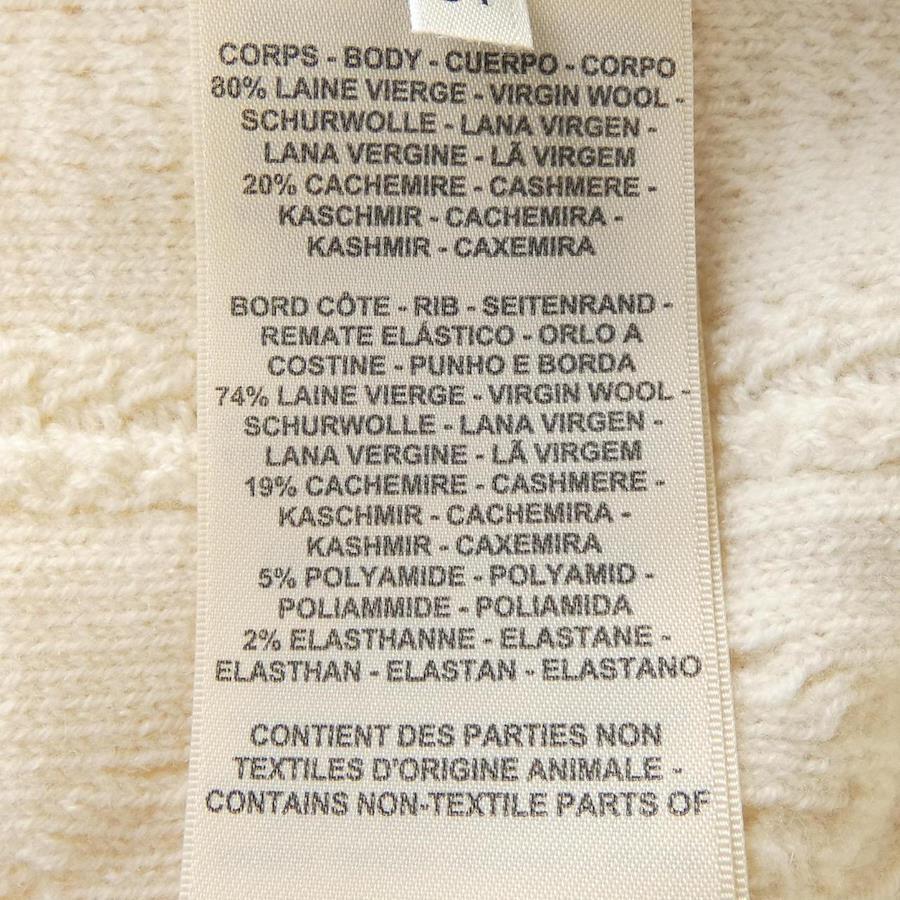 CORPS - BODY - CUERPO - CORPO
80% LAINE VIERGE - VIRGIN WOOL -
SCHURWOLLE - LANA VIRGEN -
LANA VERGINE - LÃ VIRGEM
20% CACHEMIRE - CASHMERE -
KASCHMIR - CACHEMIRA -
KASHMIR - CAXEMIRA
BORD CÔTE - RIB - SEITENRAND -
REMATE ELÁSTICO - ORLO A
COSTINE - PUNHO E BORDA
74% LAINE VIERGE - VIRGIN WOOL -
SCHURWOLLE - LANA VIRGEN -
LANA VERGINE - LÃ VIRGEM
19% CACHEMIRE - CASHMERE -
KASCHMIR - CACHEMIRA -
KASHMIR - CAXEMIRA
5% POLYAMIDE - POLYAMID -
POLIAMMIDE - POLIAMIDA
2% ELASTHANNE - ELASTANE -
ELASTHAN - ELASTAN - ELASTANO
CONTIENT DES PARTIES NON
TEXTILES D'ORIGINE ANIMALE -
CONTAINS NON-TEXTILE PARTS OF